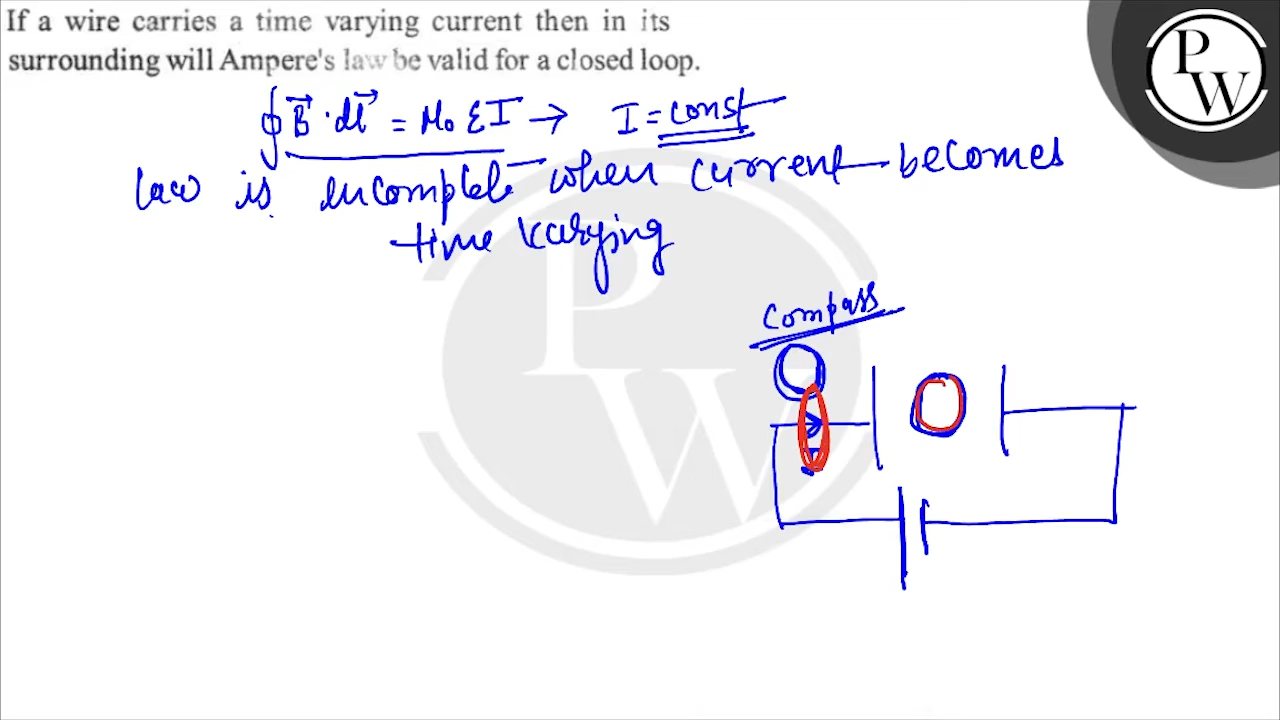 If a wire carries a time varying current then in its
surrounding will Ampere's law be valid for a closed loop.
P
W
∮ B⃗ · dl⃗ = μ₀ ΣI → I = const
law is incomplete when current becomes
time varying
P
W
Compass
I